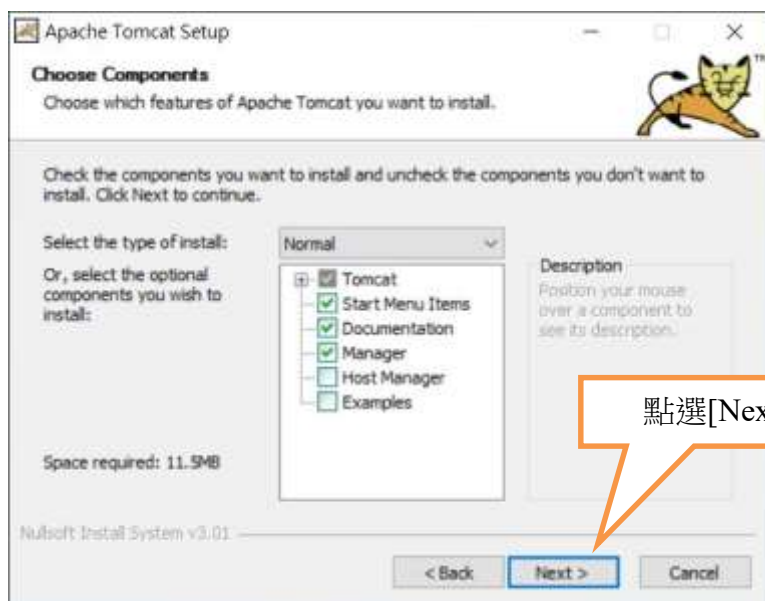 Apache Tomcat Setup
Choose Components
Choose which features of Apache Tomcat you want to install.
TM
Check the components you want to install and uncheck the components you don't want to
install. Click Next to continue.
Select the type of install:
Normal
Or, select the optional
components you wish to
install:
Tomcat
Start Menu Items
Documentation
Manager
Host Manager
Examples
Description
Position your mouse
over a component to
see its description.
點選[Nex
Space required: 11.5MB
Nullsoft Install System v3.01
< Back
Next >
Cancel